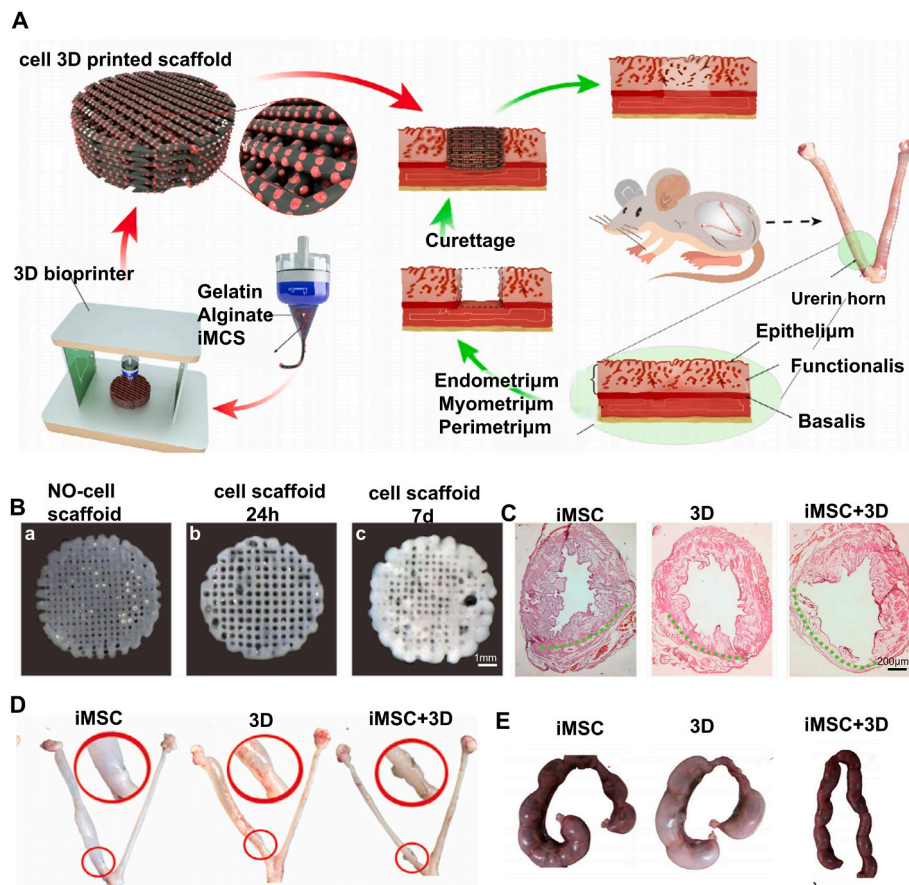 A
cell 3D printed scaffold
Curettage
3D bioprinter
Gelatin
Alginate
iMCS
Urerin horn
Epitheliμm
Functionalis
Basalis
Endometriμm
Myometriμm
Perimetriμm
B
NO-cell
scaffoid
cell scaffoid
24h
cell scaffoid
7d
a
b
c
1mm
C
iMSC
3D
iMSC+3D
200μm
D
iMSC
3D
iMSC+3D
E
iMSC
3D
iMSC+3D